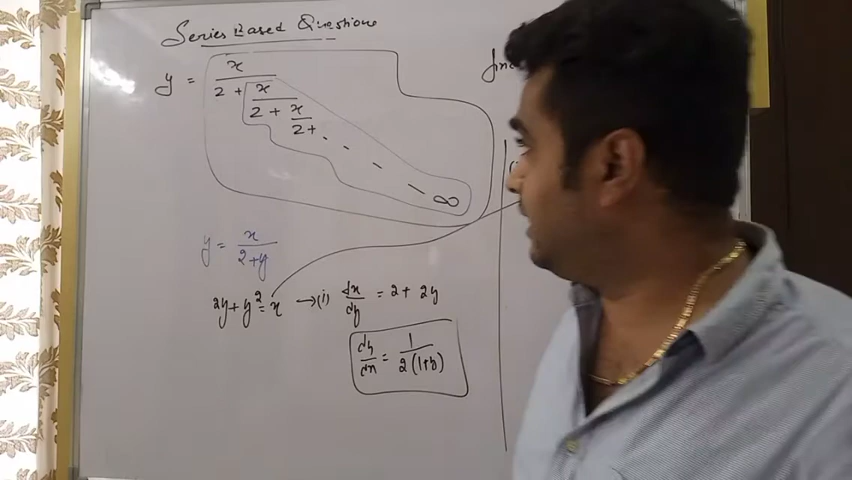 Series Based Questions
y = x / 2 + x / 2 + x / 2 + - - - - ∞
y = x / 2+y
2y + y² = x → (i) dx/dy = 2 + 2y
dy/dx = 1 / 2(1+y)